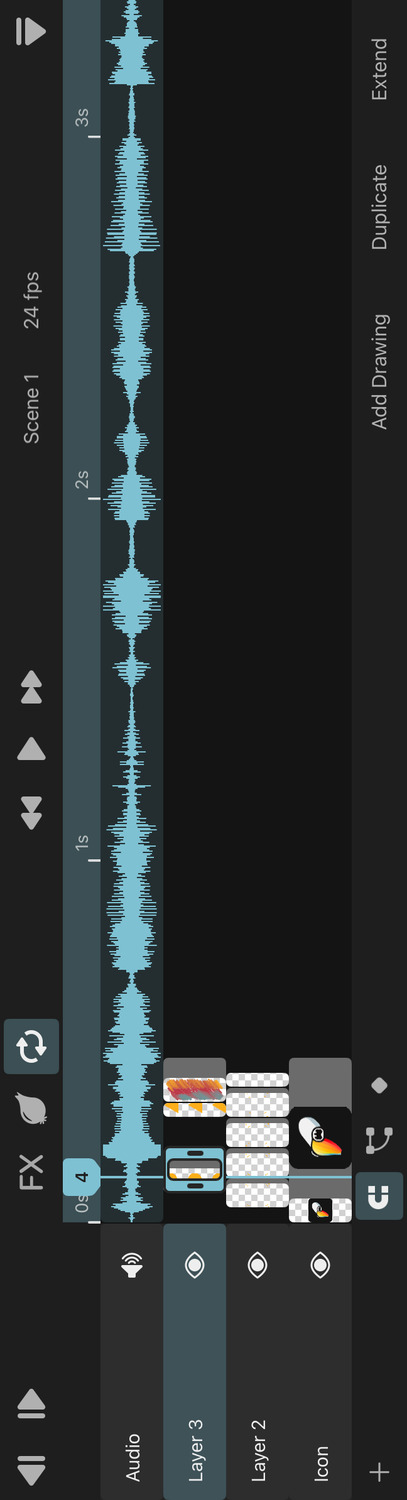 FX Scene 1 24 fps
0s 4 1s 2s 3s
Audio
Layer 3
Layer 2
Icon
Add Drawing Duplicate Extend